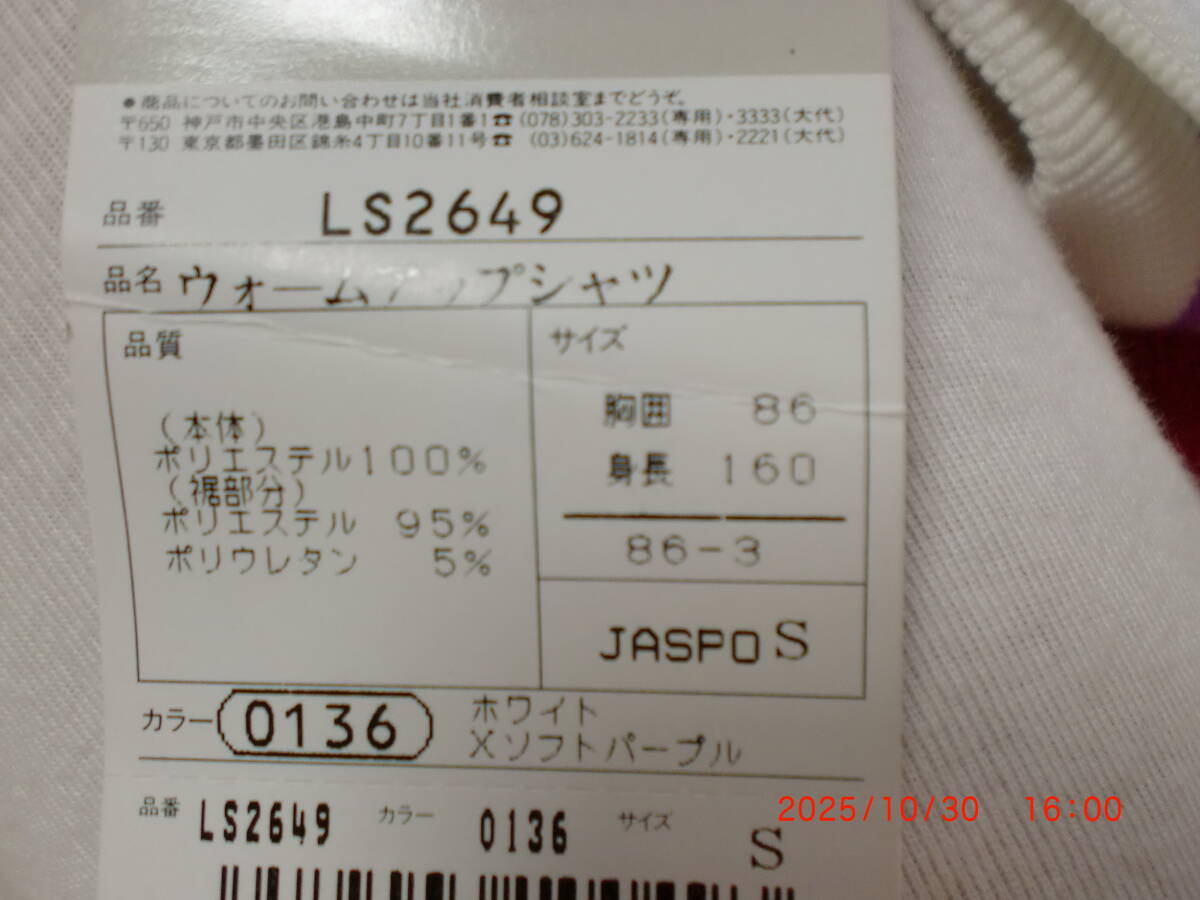 ●商品についてのお問い合わせは当社消費者相談室までどうぞ。
〒650 神戸市中央区港島中町7丁目1番1☎(078)303-2233(専用)・3333(大代)
〒130 東京都墨田区錦糸4丁目10番11号☎ (03)624-1814(専用)・2221(大代)
品番 LS2649
品名 ウォームアップシャツ
品質
(本体)
ポリエステル100%
(裾部分)
ポリエステル 95%
ポリウレタン 5%
サイズ
胸囲 86
身長 160
86-3
JASPO S
カラー 0136 ホワイト
Xソフトパープル
品番 LS2649 カラー 0136 サイズ S
2025/10/30 16:00